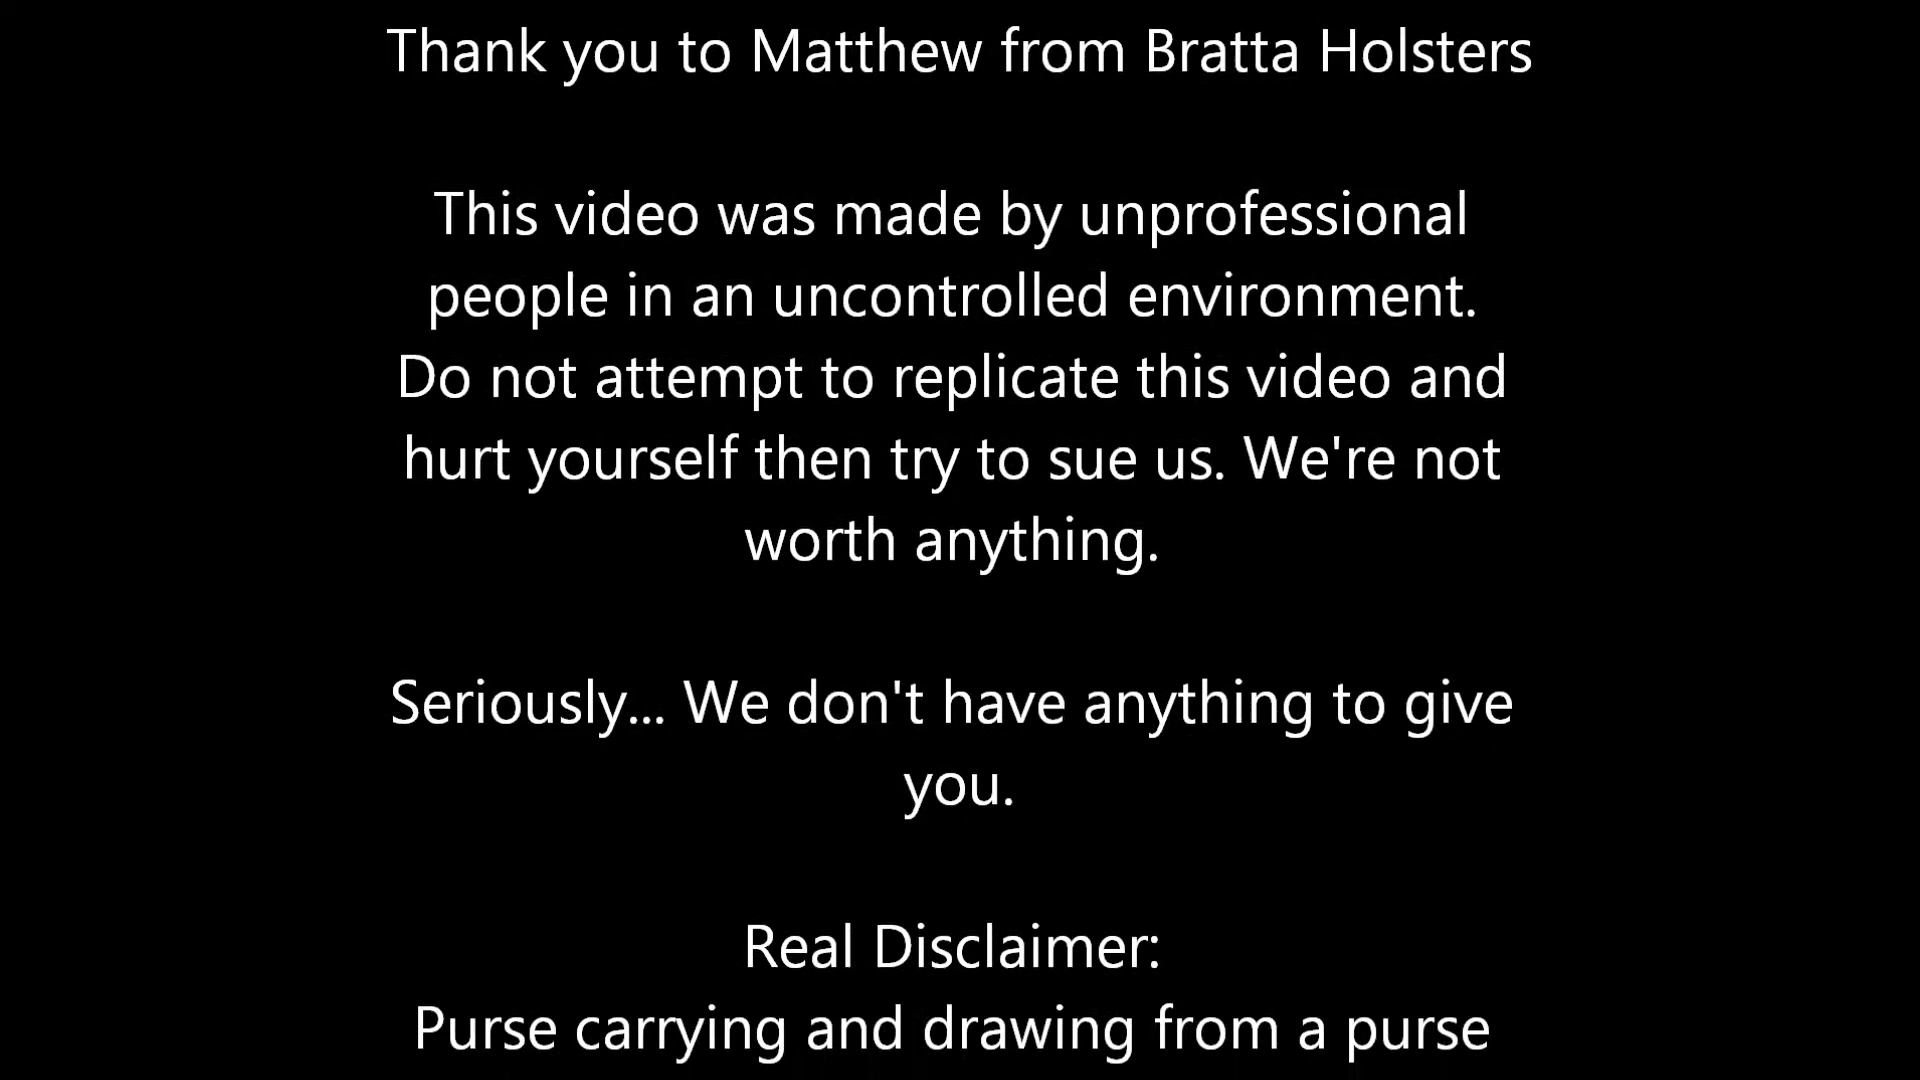 Thank you to Matthew from Bratta Holsters
This video was made by unprofessional
people in an uncontrolled environment.
Do not attempt to replicate this video and
hurt yourself then try to sue us. We're not
worth anything.
Seriously... We don't have anything to give
you.
Real Disclaimer:
Purse carrying and drawing from a purse